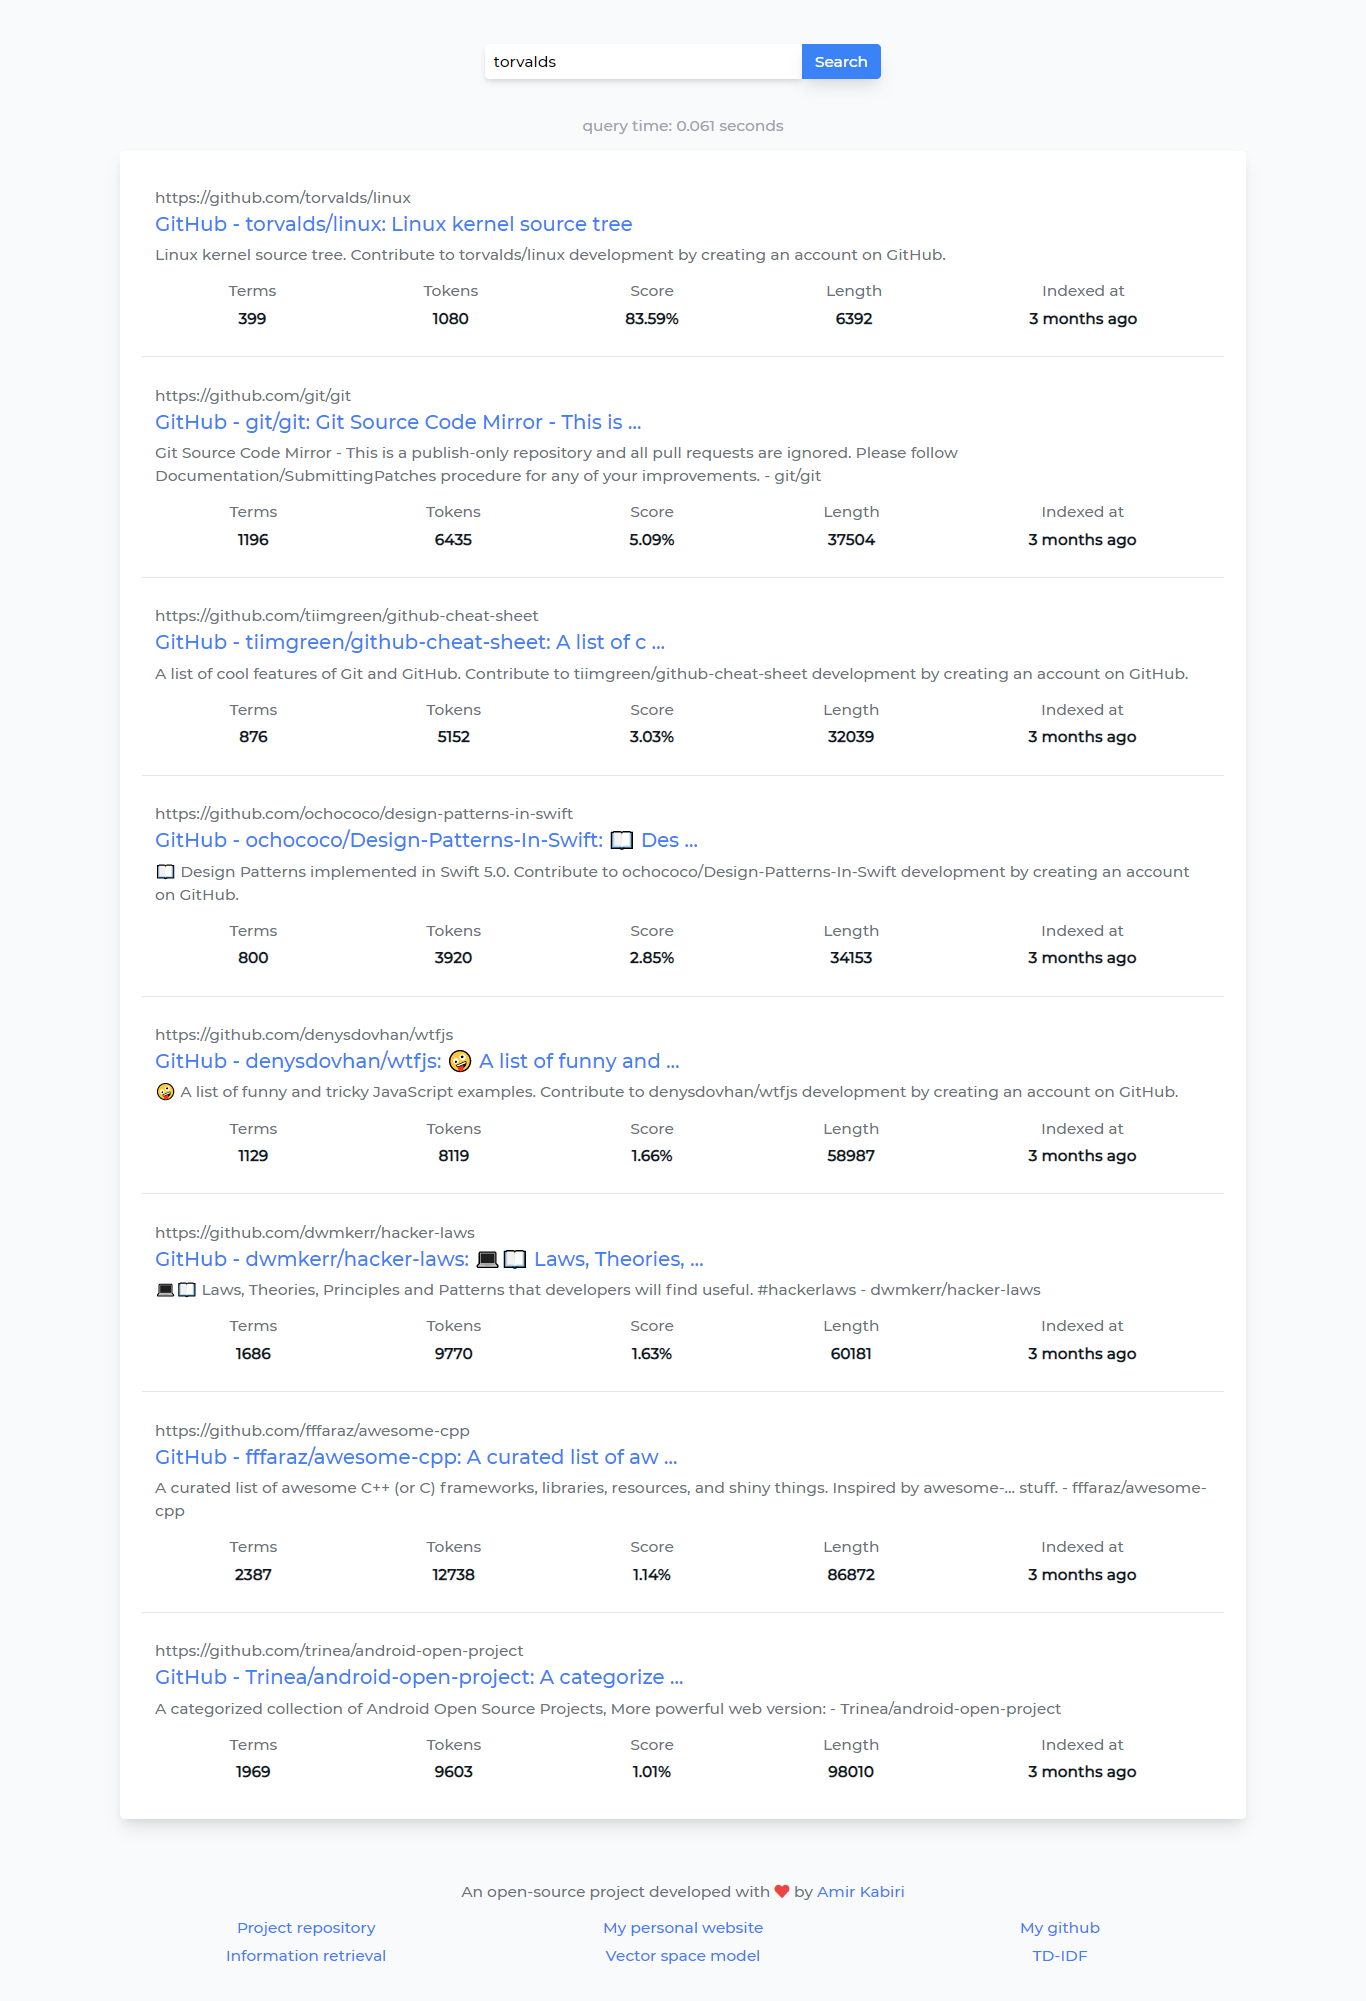 torvalds Search
query time: 0.061 seconds
https://github.com/torvalds/linux
GitHub - torvalds/linux: Linux kernel source tree
Linux kernel source tree. Contribute to torvalds/linux development by creating an account on GitHub.
Terms Tokens Score Length Indexed at
399 1080 83.59% 6392 3 months ago
https://github.com/git/git
GitHub - git/git: Git Source Code Mirror - This is ...
Git Source Code Mirror - This is a publish-only repository and all pull requests are ignored. Please follow
Documentation/SubmittingPatches procedure for any of your improvements. - git/git
Terms Tokens Score Length Indexed at
1196 6435 5.09% 37504 3 months ago
https://github.com/tiimgreen/github-cheat-sheet
GitHub - tiimgreen/github-cheat-sheet: A list of c ...
A list of cool features of Git and GitHub. Contribute to tiimgreen/github-cheat-sheet development by creating an account on GitHub.
Terms Tokens Score Length Indexed at
876 5152 3.03% 32039 3 months ago
https://github.com/ochococo/design-patterns-in-swift
GitHub - ochococo/Design-Patterns-In-Swift: 📖 Des ...
📖 Design Patterns implemented in Swift 5.0. Contribute to ochococo/Design-Patterns-In-Swift development by creating an account
on GitHub.
Terms Tokens Score Length Indexed at
800 3920 2.85% 34153 3 months ago
https://github.com/denysdovhan/wtfjs
GitHub - denysdovhan/wtfjs: 🤪 A list of funny and ...
🤪 A list of funny and tricky JavaScript examples. Contribute to denysdovhan/wtfjs development by creating an account on GitHub.
Terms Tokens Score Length Indexed at
1129 8119 1.66% 58987 3 months ago
https://github.com/dwmkerr/hacker-laws
GitHub - dwmkerr/hacker-laws: 💻📖 Laws, Theories, ...
💻📖 Laws, Theories, Principles and Patterns that developers will find useful. #hackerlaws - dwmkerr/hacker-laws
Terms Tokens Score Length Indexed at
1686 9770 1.63% 60181 3 months ago
https://github.com/fffaraz/awesome-cpp
GitHub - fffaraz/awesome-cpp: A curated list of aw ...
A curated list of awesome C++ (or C) frameworks, libraries, resources, and shiny things. Inspired by awesome-... stuff. - fffaraz/awesome-
cpp
Terms Tokens Score Length Indexed at
2387 12738 1.14% 86872 3 months ago
https://github.com/trinea/android-open-project
GitHub - Trinea/android-open-project: A categorize ...
A categorized collection of Android Open Source Projects, More powerful web version: - Trinea/android-open-project
Terms Tokens Score Length Indexed at
1969 9603 1.01% 98010 3 months ago
An open-source project developed with ❤ by Amir Kabiri
Project repository My personal website My github
Information retrieval Vector space model TD-IDF